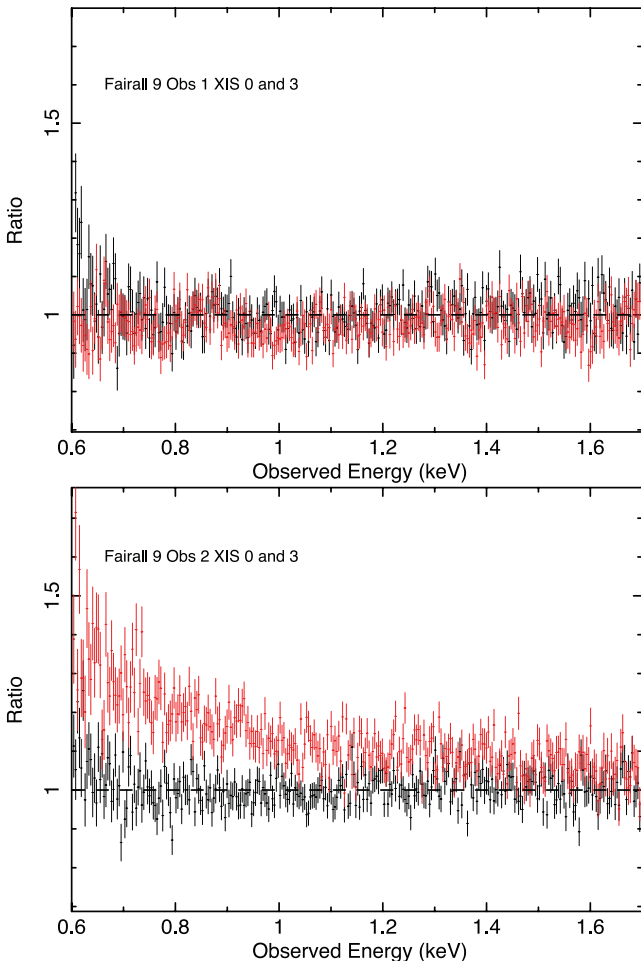 Fairall 9 Obs 1 XIS 0 and 3
Ratio
1.5
1
0.6 0.8 1 1.2 1.4 1.6
Observed Energy (keV)
Fairall 9 Obs 2 XIS 0 and 3
Ratio
1.5
1
0.6 0.8 1 1.2 1.4 1.6
Observed Energy (keV)